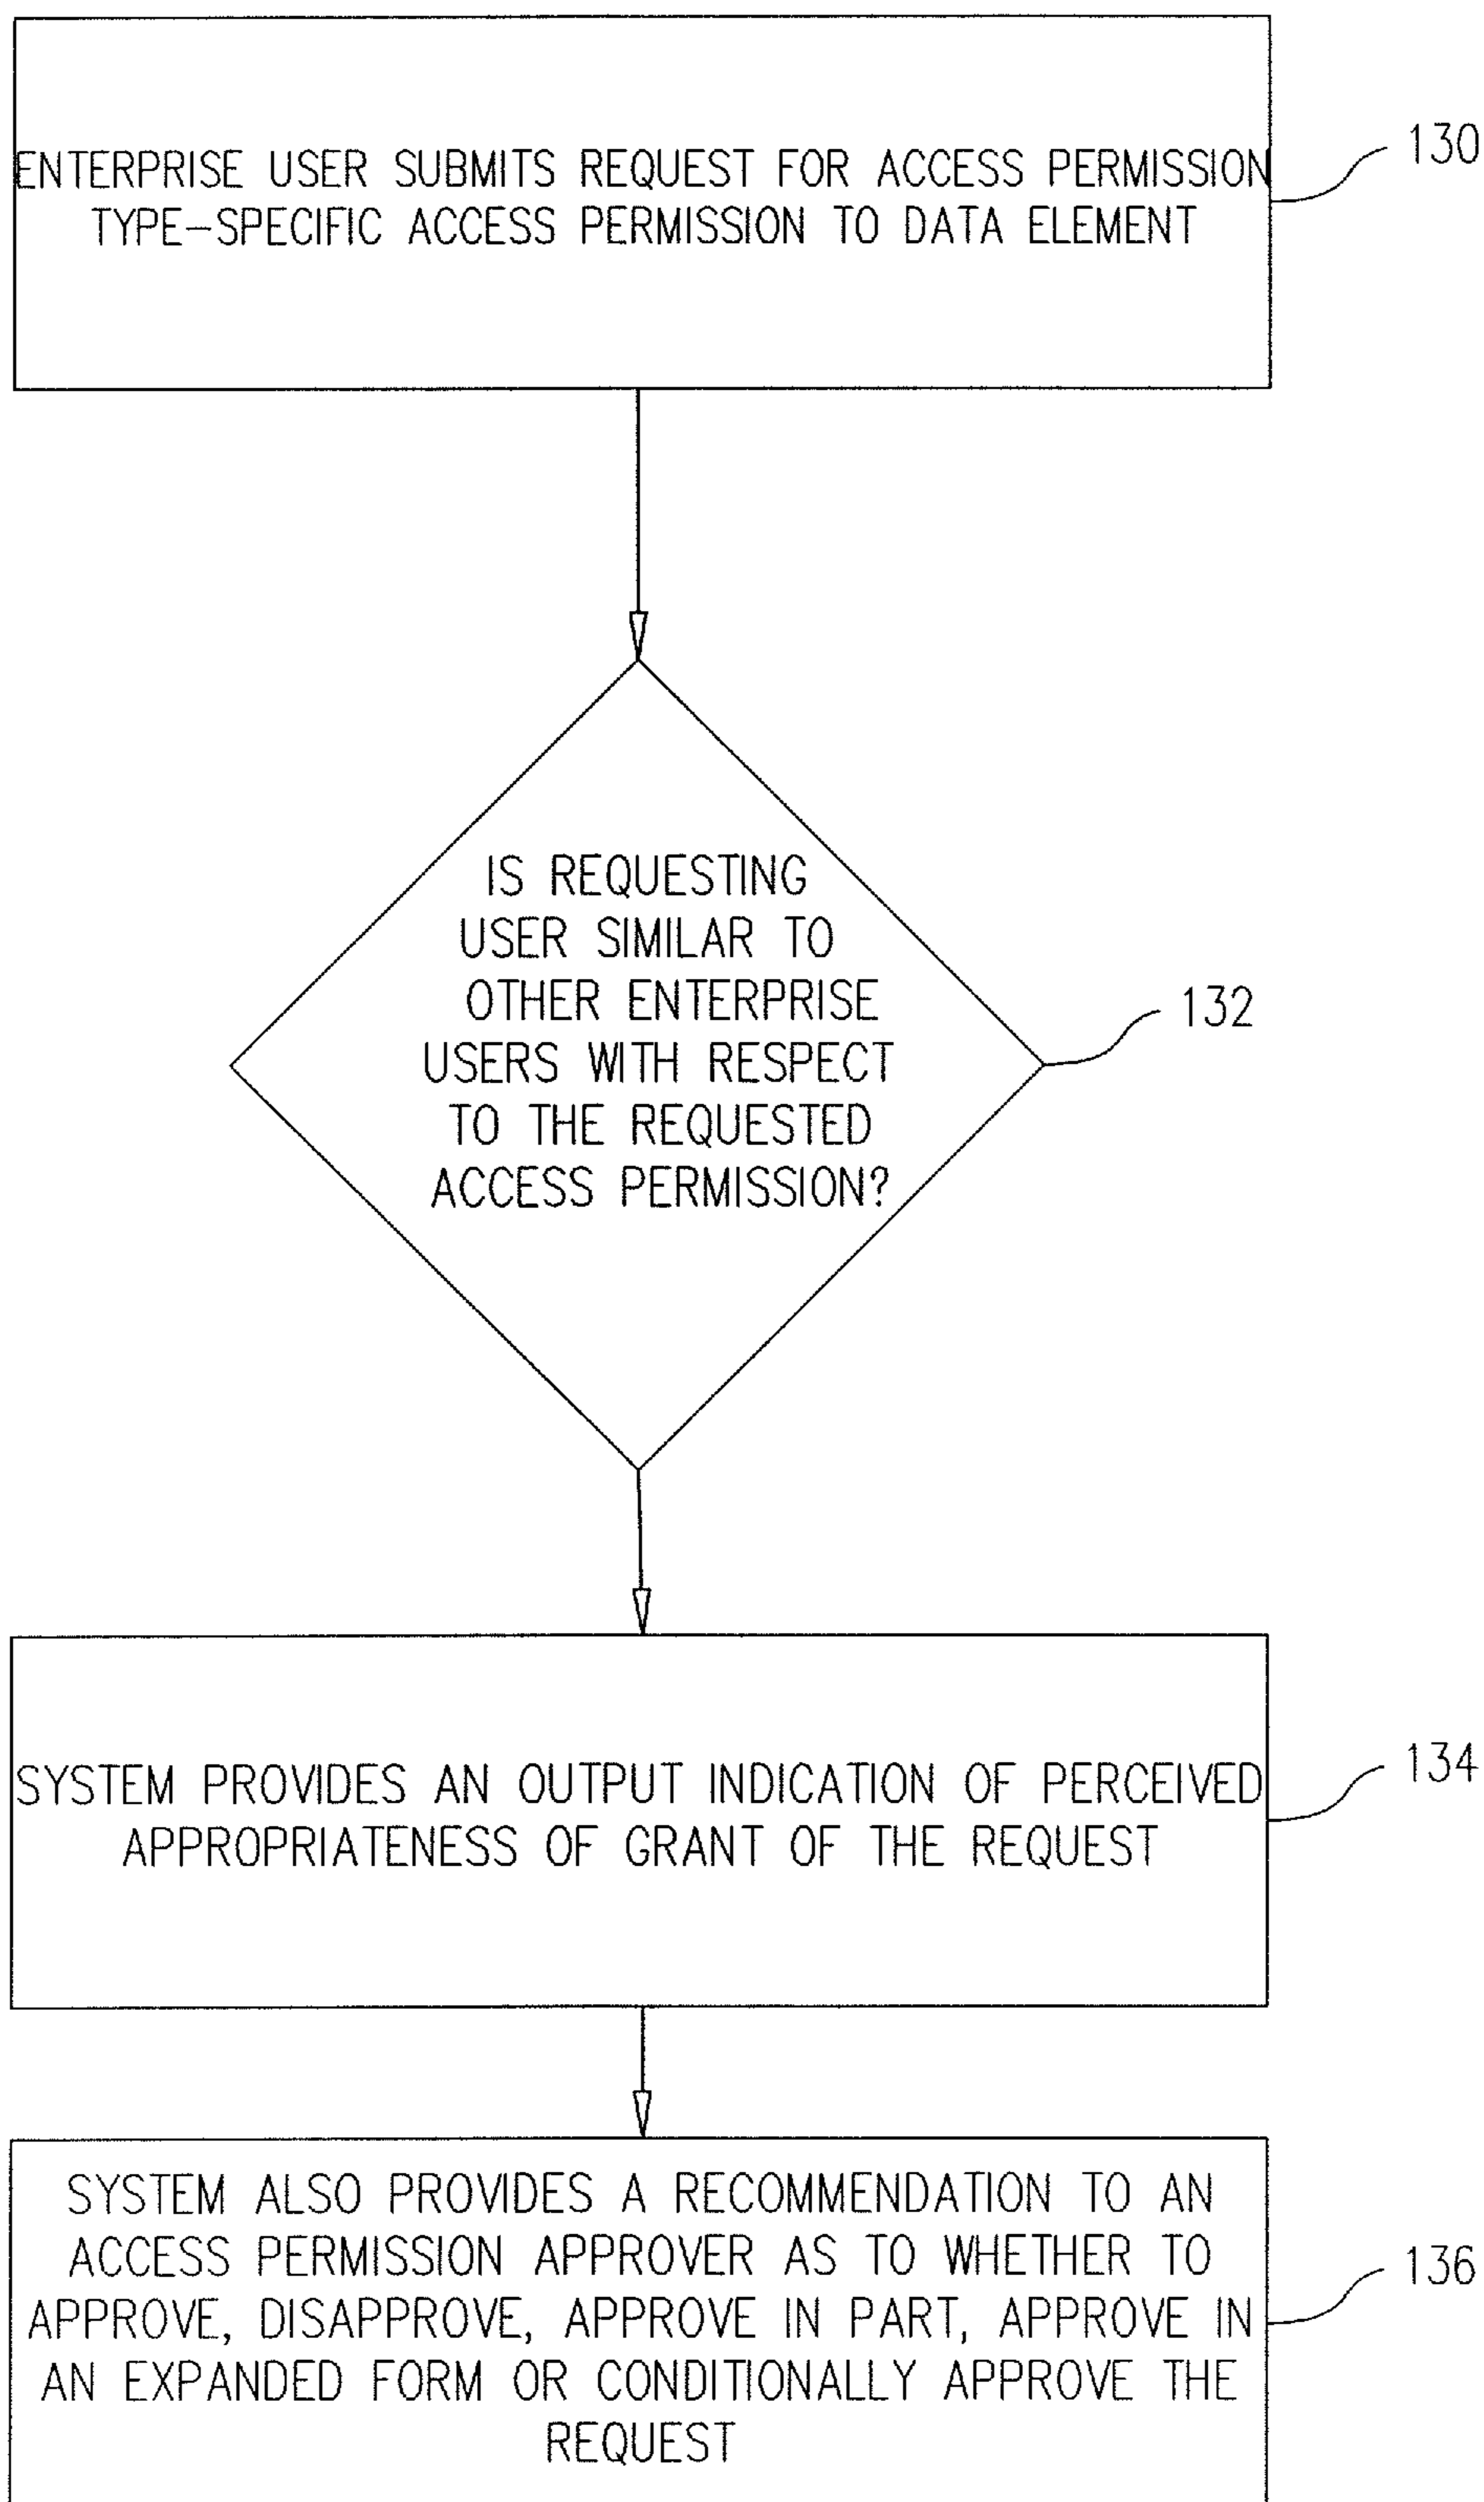 ENTERPRISE USER SUBMITS REQUEST FOR ACCESS PERMISSION
TYPE-SPECIFIC ACCESS PERMISSION TO DATA ELEMENT
130
IS REQUESTING
USER SIMILAR TO
OTHER ENTERPRISE
USERS WITH RESPECT
TO THE REQUESTED
ACCESS PERMISSION?
132
SYSTEM PROVIDES AN OUTPUT INDICATION OF PERCEIVED
APPROPRIATENESS OF GRANT OF THE REQUEST
134
SYSTEM ALSO PROVIDES A RECOMMENDATION TO AN
ACCESS PERMISSION APPROVER AS TO WHETHER TO
APPROVE, DISAPPROVE, APPROVE IN PART, APPROVE IN
AN EXPANDED FORM OR CONDITIONALLY APPROVE THE
REQUEST
136